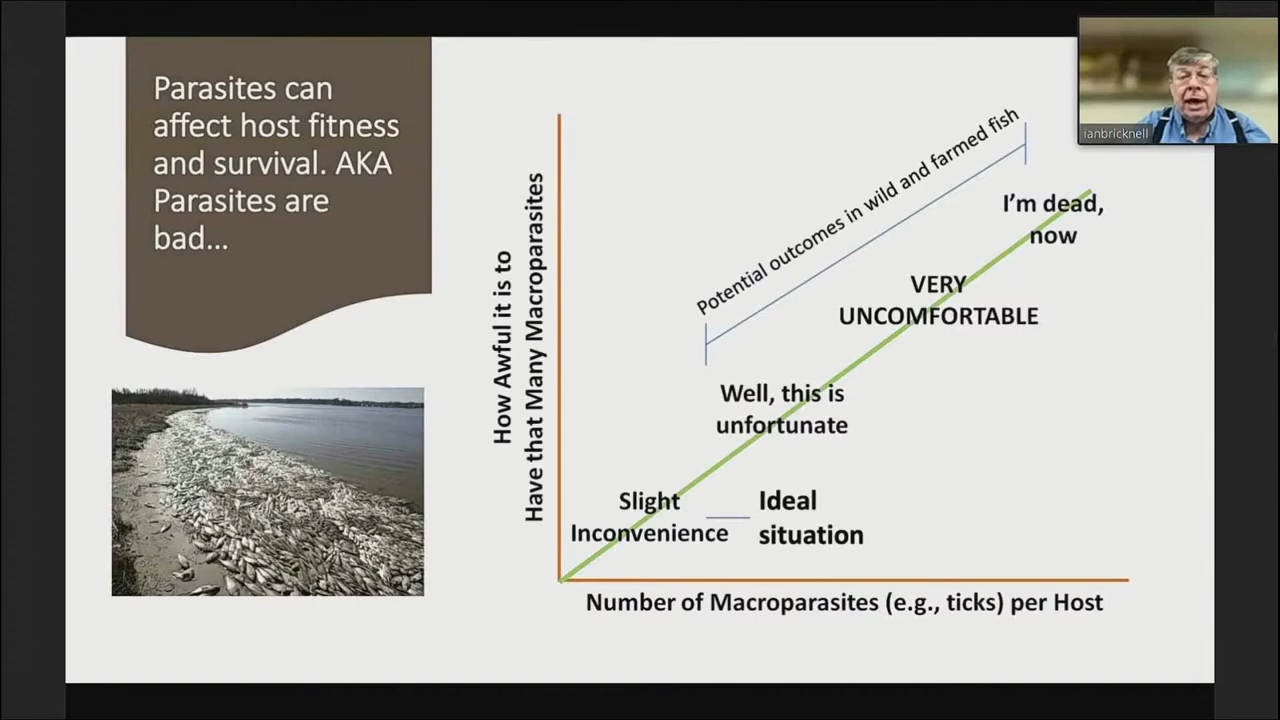 Parasites can
affect host fitness
and survival. AKA
Parasites are
bad...
How Awful it is to
Have that Many Macroparasites
Potential outcomes in wild and farmed fish
I'm dead,
now
VERY
UNCOMFORTABLE
Well, this is
unfortunate
Slight
Inconvenience
Ideal
situation
Number of Macroparasites (e.g., ticks) per Host
ianbricknell